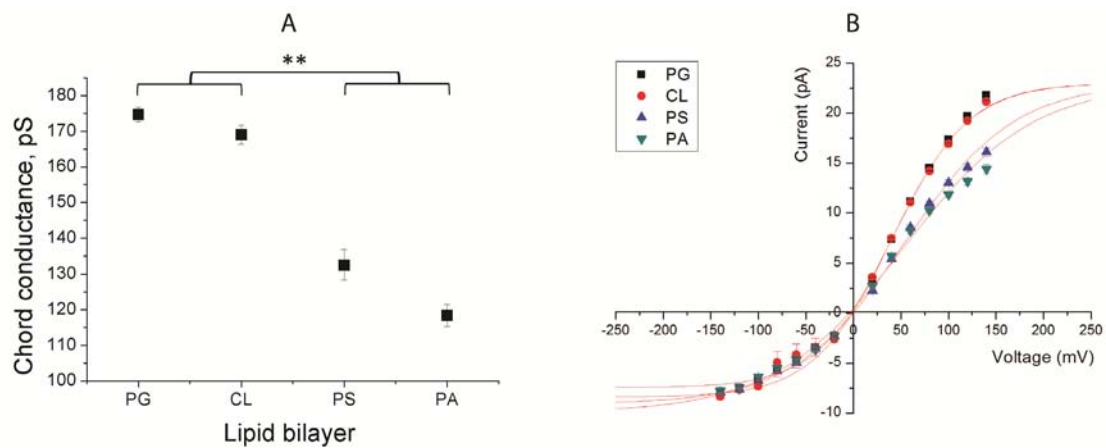 A
**
Chord conductance, pS
180
170
160
150
140
130
120
110
100
PG
CL
PS
PA
Lipid bilayer
B
PG
CL
PS
PA
Current (pA)
25
20
15
10
5
0
-5
-10
-250 -200 -150 -100 -50 0 50 100 150 200 250
Voltage (mV)